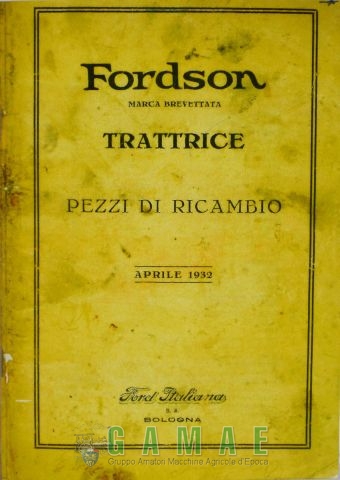 Fordson
MARCA BREVETTATA
TRATTRICE
PEZZI DI RICAMBIO
APRILE 1932
Ford Italiana
S. A.
BOLOGNA
GAMAE
Gruppo Amatori Macchine Agricole d'Epoca